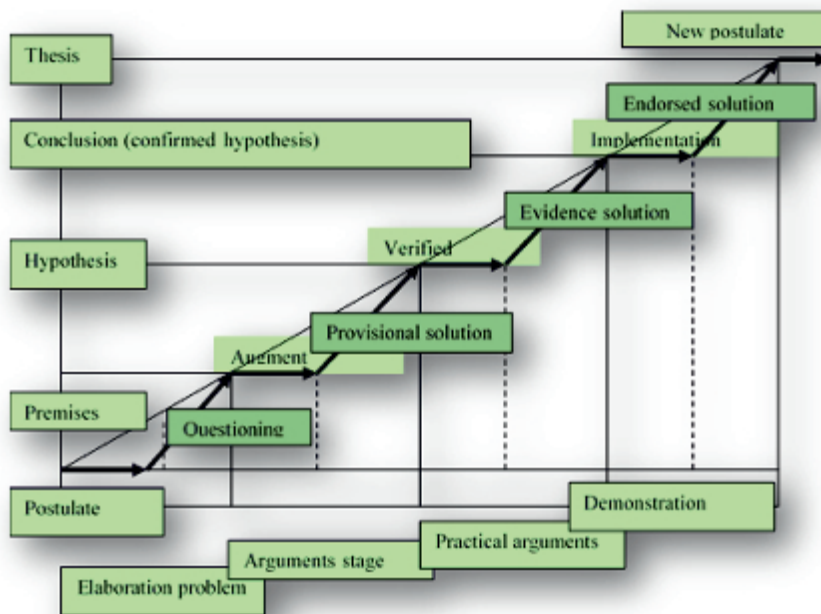 New postulate
Thesis
Endorsed solution
Conclusion (confirmed hypothesis)
Implementation
Evidence solution
Verified
Hypothesis
Provisional solution
Augment
Premises
Questioning
Postulate
Demonstration
Practical arguments
Arguments stage
Elaboration problem